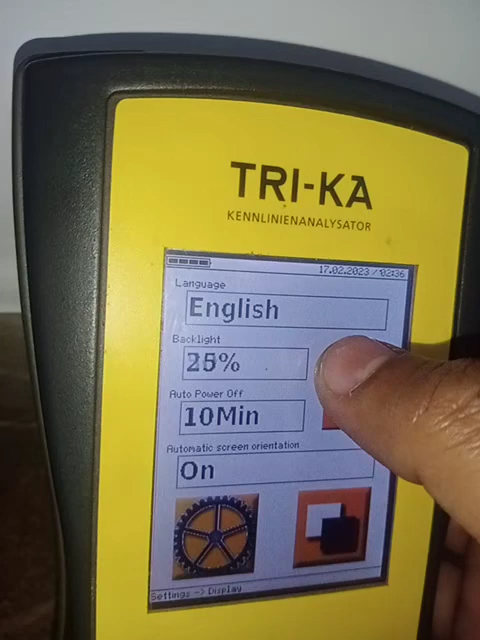 TRI-KA
KENNLINIENANALYSATOR
17.02.2023 / 02:36
Language
English
Backlight
25%
Auto Power Off
10Min
Automatic screen orientation
On
Settings -> Display